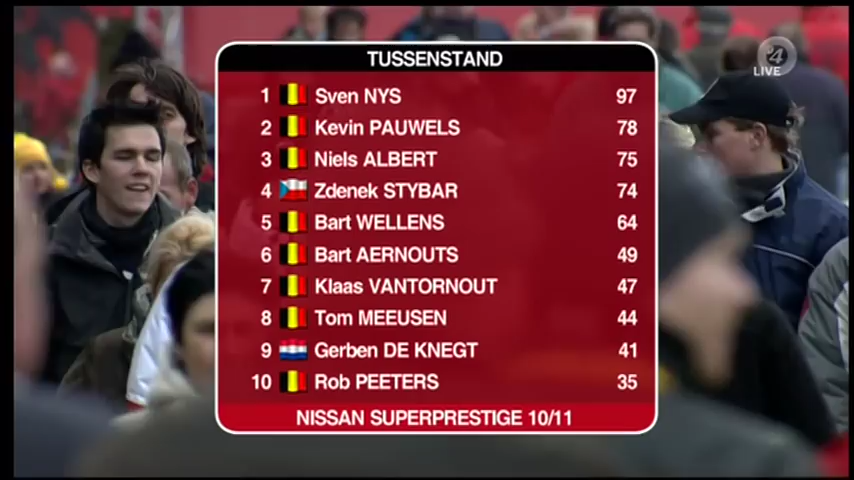 TUSSENSTAND
4
LIVE
1 Sven NYS 97
2 Kevin PAUWELS 78
3 Niels ALBERT 75
4 Zdenek STYBAR 74
5 Bart WELLENS 64
6 Bart AERNOUTS 49
7 Klaas VANTORNOUT 47
8 Tom MEEUSEN 44
9 Gerben DE KNEGT 41
10 Rob PEETERS 35
NISSAN SUPERPRESTIGE 10/11